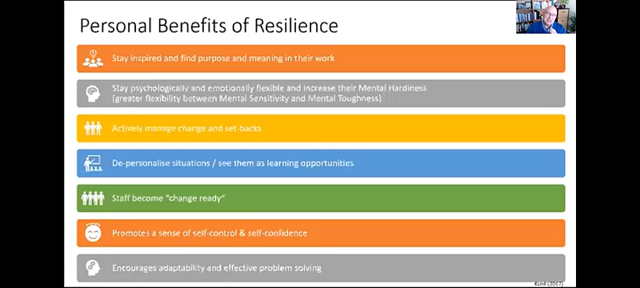 Personal Benefits of Resilience
Stay inspired and find purpose and meaning in their work
Stay psychologically and emotionally flexible and increase their Mental Hardiness
(greater flexibility between Mental Sensitivity and Mental Toughness)
Actively manage change and set-backs
De-personalise situations / see them as learning opportunities
Staff become "change ready"
Promotes a sense of self-control & self-confidence
Encourages adaptability and effective problem solving
(2017)